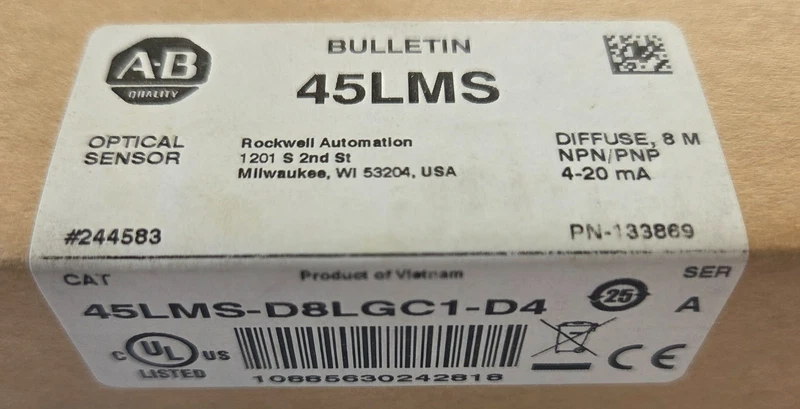 A-B
QUALITY
BULLETIN
45LMS
OPTICAL
SENSOR
Rockwell Automation
1201 S 2nd St
Milwaukee, WI 53204, USA
DIFFUSE, 8 M
NPN/PNP
4-20 mA
#244583
PN-133869
CAT
Product of Vietnam
SER
45LMS-D8LGC1-D4
25
A
C UL US
LISTED
CE
10885630242818